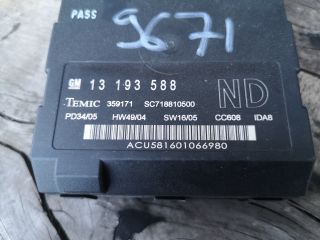 PASS
9671
GM 13 193 588
TEMIC 359171 SC718810500 ND
PD34/05 HW49/04 SW16/05 CC608 IDA8
ACU581601066980